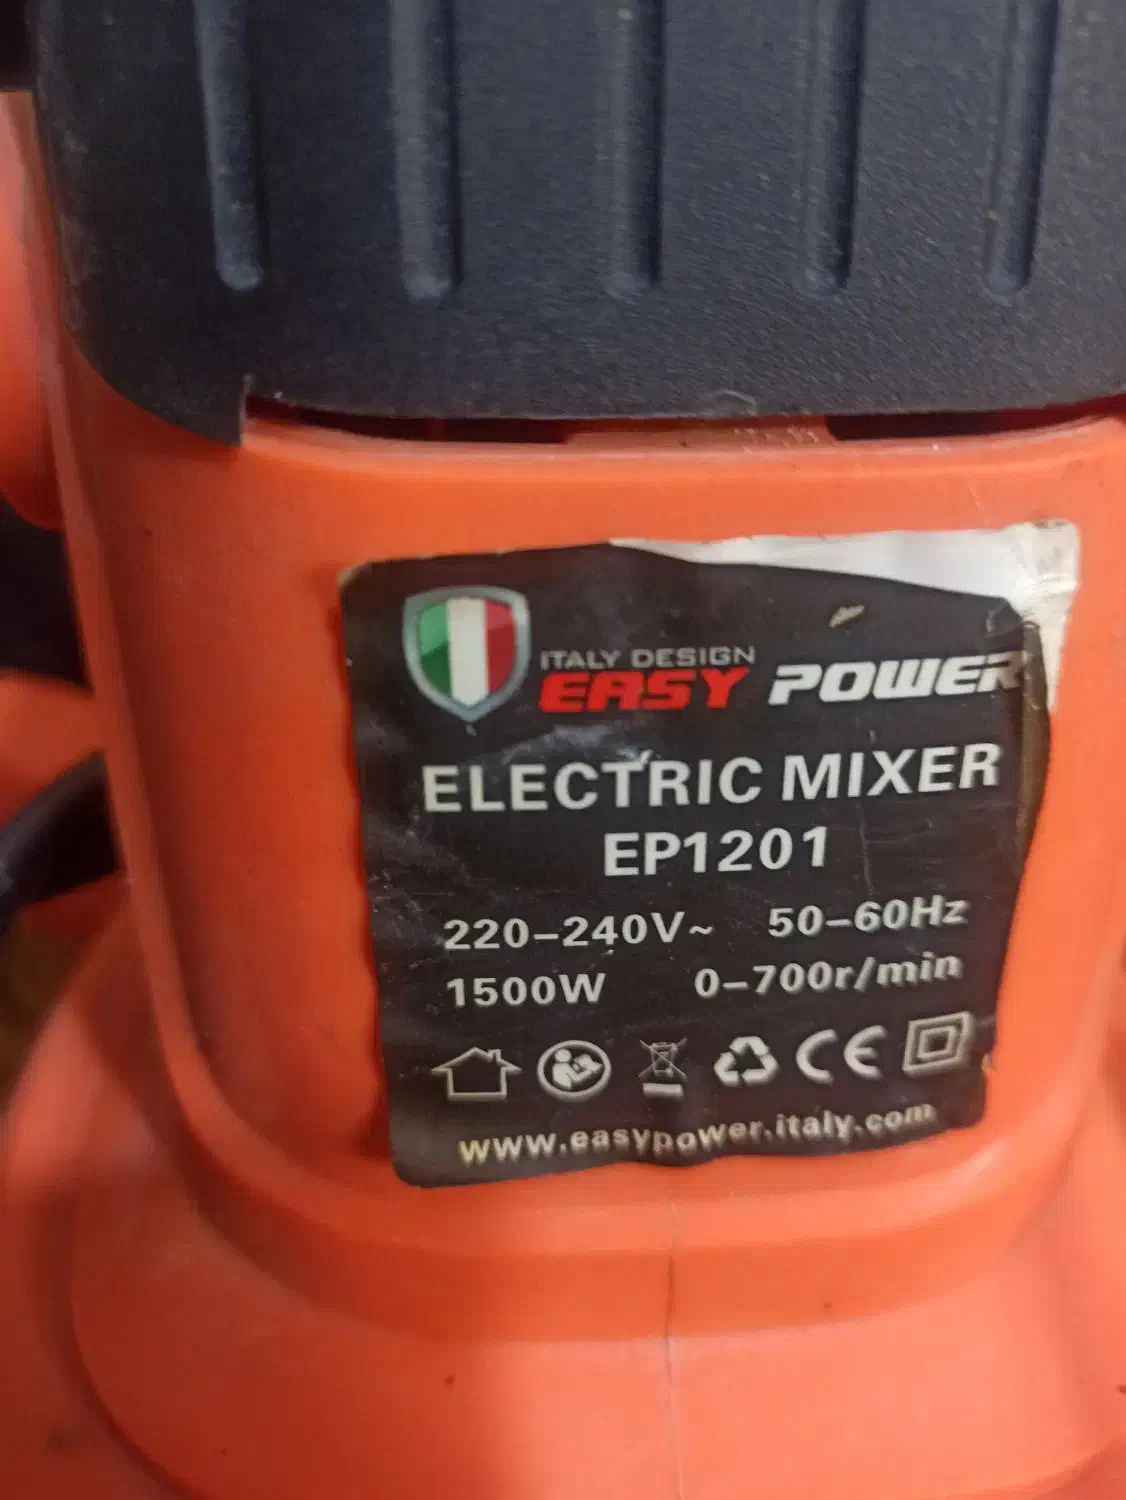 ITALY DESIGN
EASY POWER
ELECTRIC MIXER
EP1201
220-240V~ 50-60Hz
1500W 0-700r/min
CE
www.easypower.italy.com